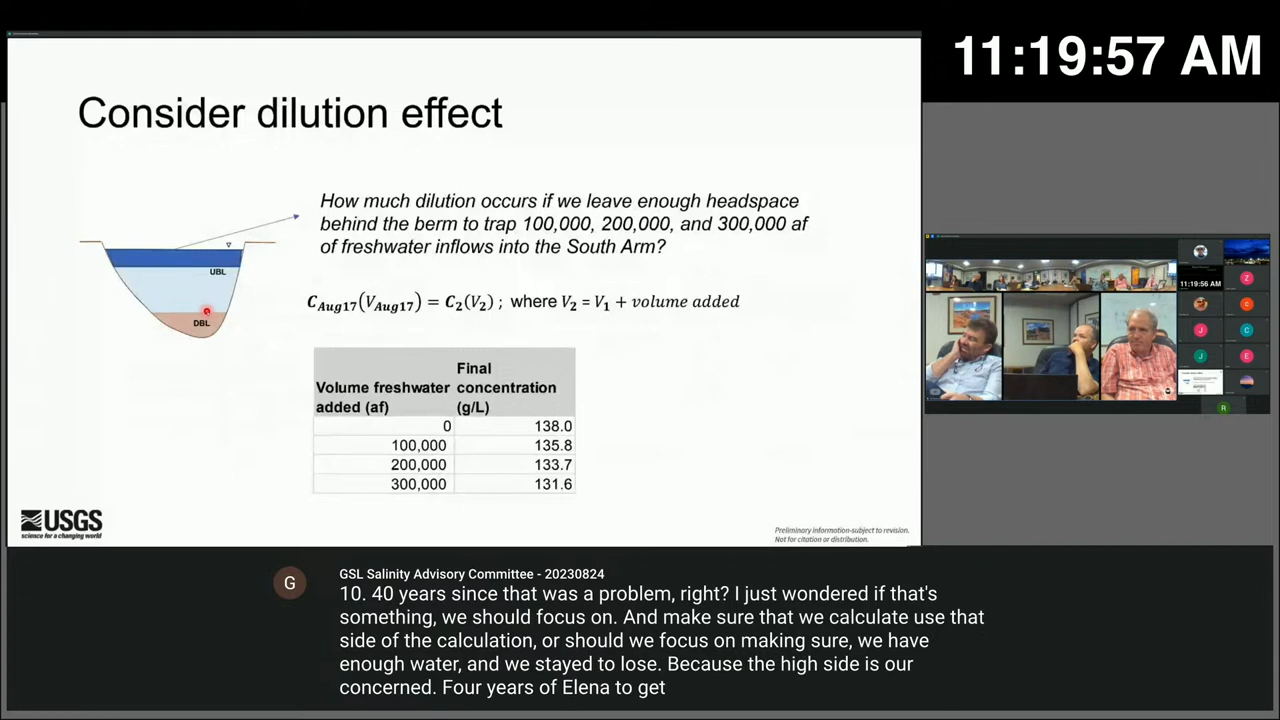 11:19:57 AM
Consider dilution effect
How much dilution occurs if we leave enough headspace
behind the berm to trap 100,000, 200,000, and 300,000 af
of freshwater inflows into the South Arm?
UBL
DBL
C_Aug17(V_Aug17) = C_2(V_2) ; where V_2 = V_1 + volume added
Volume freshwater added (af) Final concentration (g/L)
0 138.0
100,000 135.8
200,000 133.7
300,000 131.6
USGS
science for a changing world
Preliminary information-subject to revision.
Not for citation or distribution.
11:19:56 AM
Z
C
J
C
J
E
R
G
GSL Salinity Advisory Committee - 20230824
10. 40 years since that was a problem, right? I just wondered if that's
something, we should focus on. And make sure that we calculate use that
side of the calculation, or should we focus on making sure, we have
enough water, and we stayed to lose. Because the high side is our
concerned. Four years of Elena to get